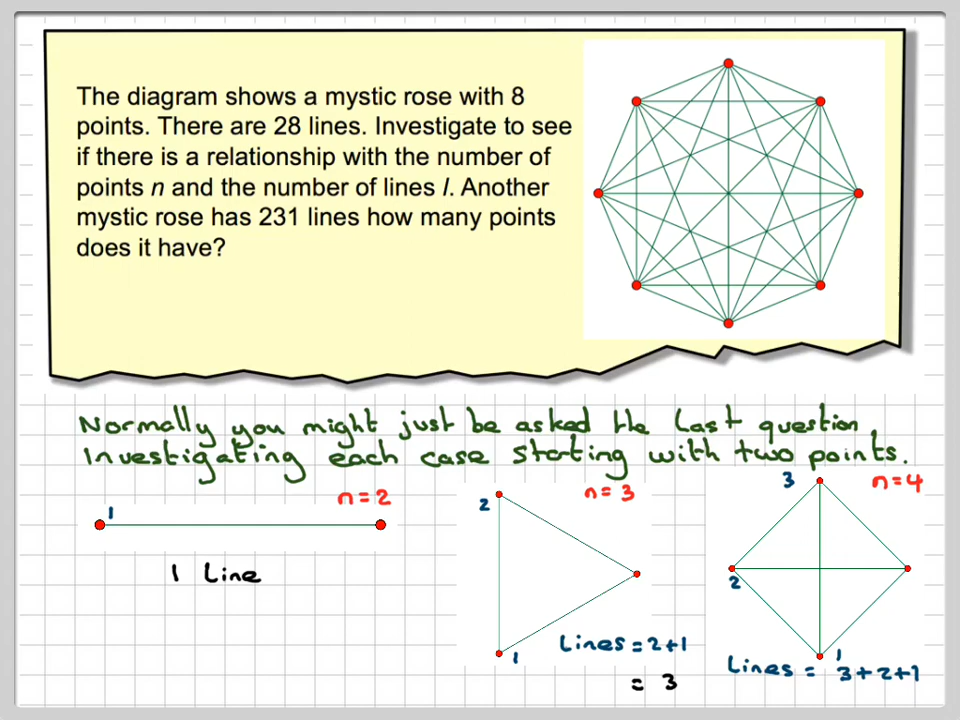 The diagram shows a mystic rose with 8
points. There are 28 lines. Investigate to see
if there is a relationship with the number of
points n and the number of lines l. Another
mystic rose has 231 lines how many points
does it have?
Normally you might just be asked the last question.
Investigating each case starting with two points.
n=2
1
1 Line
n=3
2
1
Lines = 2+1
= 3
n=4
3
2
1
Lines = 3+2+1